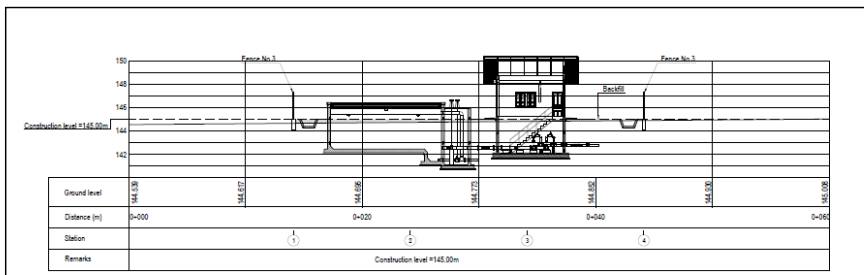 Fence No.3
Fence No.3
150
148
146
144
142
Backfill
Construction level =145.00m
Ground level
144.539
144.617
144.695
144.773
144.852
144.930
145.008
Distance (m)
0+000
0+020
0+040
0+060
Station
1
2
3
4
Remarks
Construction level =145.00m